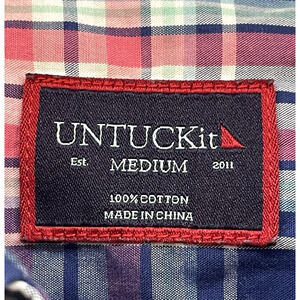 UNTUCKit
Est. MEDIUM 2011
100% COTTON
MADE IN CHINA